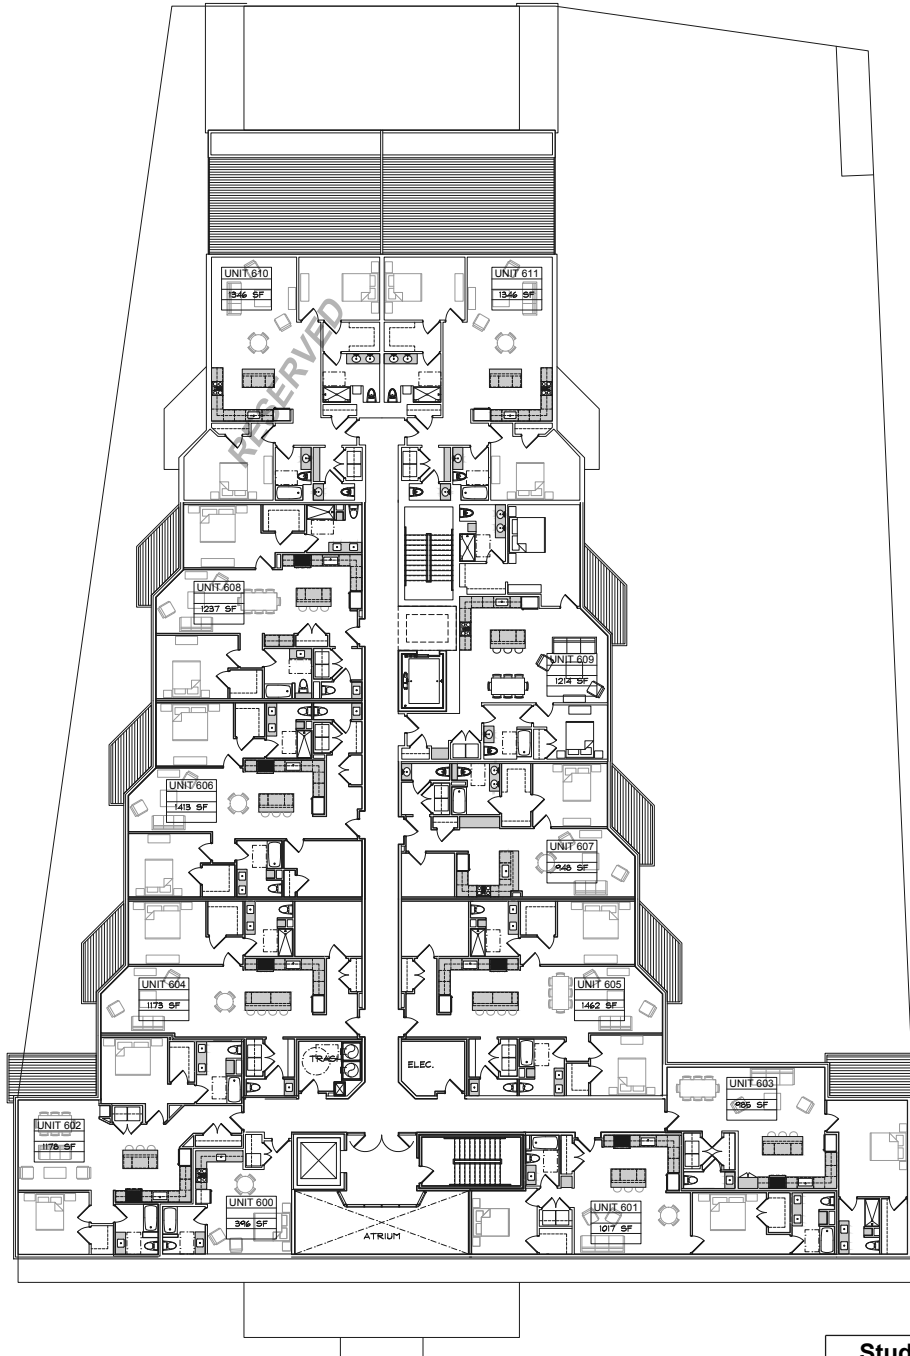 UNIT 610
1346 SF
UNIT 611
1346 SF
RESERVED
UNIT 608
1237 SF
UNIT 609
1214 SF
UNIT 606
1413 SF
UNIT 607
948 SF
UNIT 604
1173 SF
UNIT 605
1462 SF
TRASH
ELEC.
UNIT 603
985 SF
UNIT 602
1178 SF
UNIT 600
396 SF
UNIT 601
1017 SF
ATRIUM
Stud